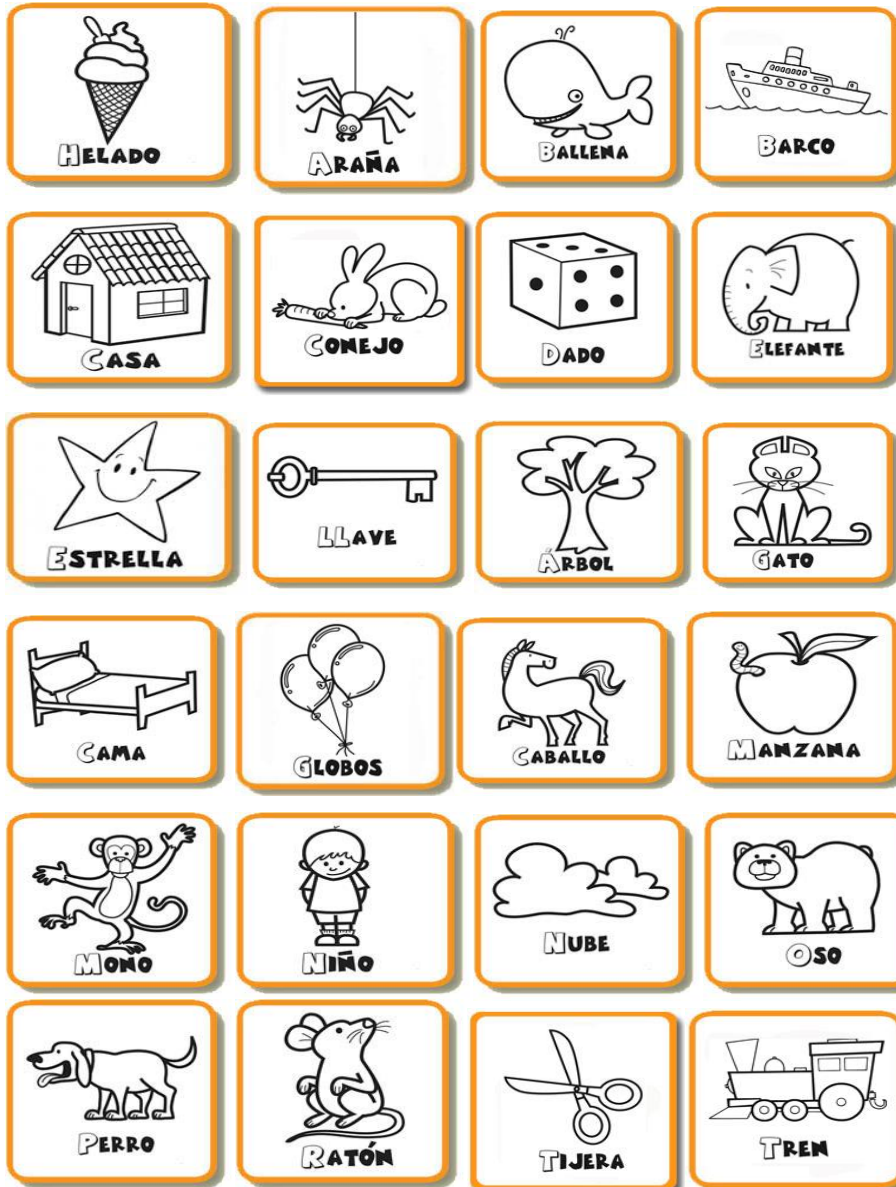 HELADO
ARAÑA
BALLENA
BARCO
CASA
CONEJO
DADO
ELEFANTE
ESTRELLA
LLAVE
ÁRBOL
GATO
CAMA
GLOBOS
CABALLO
MANZANA
MONO
NIÑO
NUBE
OSO
PERRO
RATÓN
TIJERA
TREN